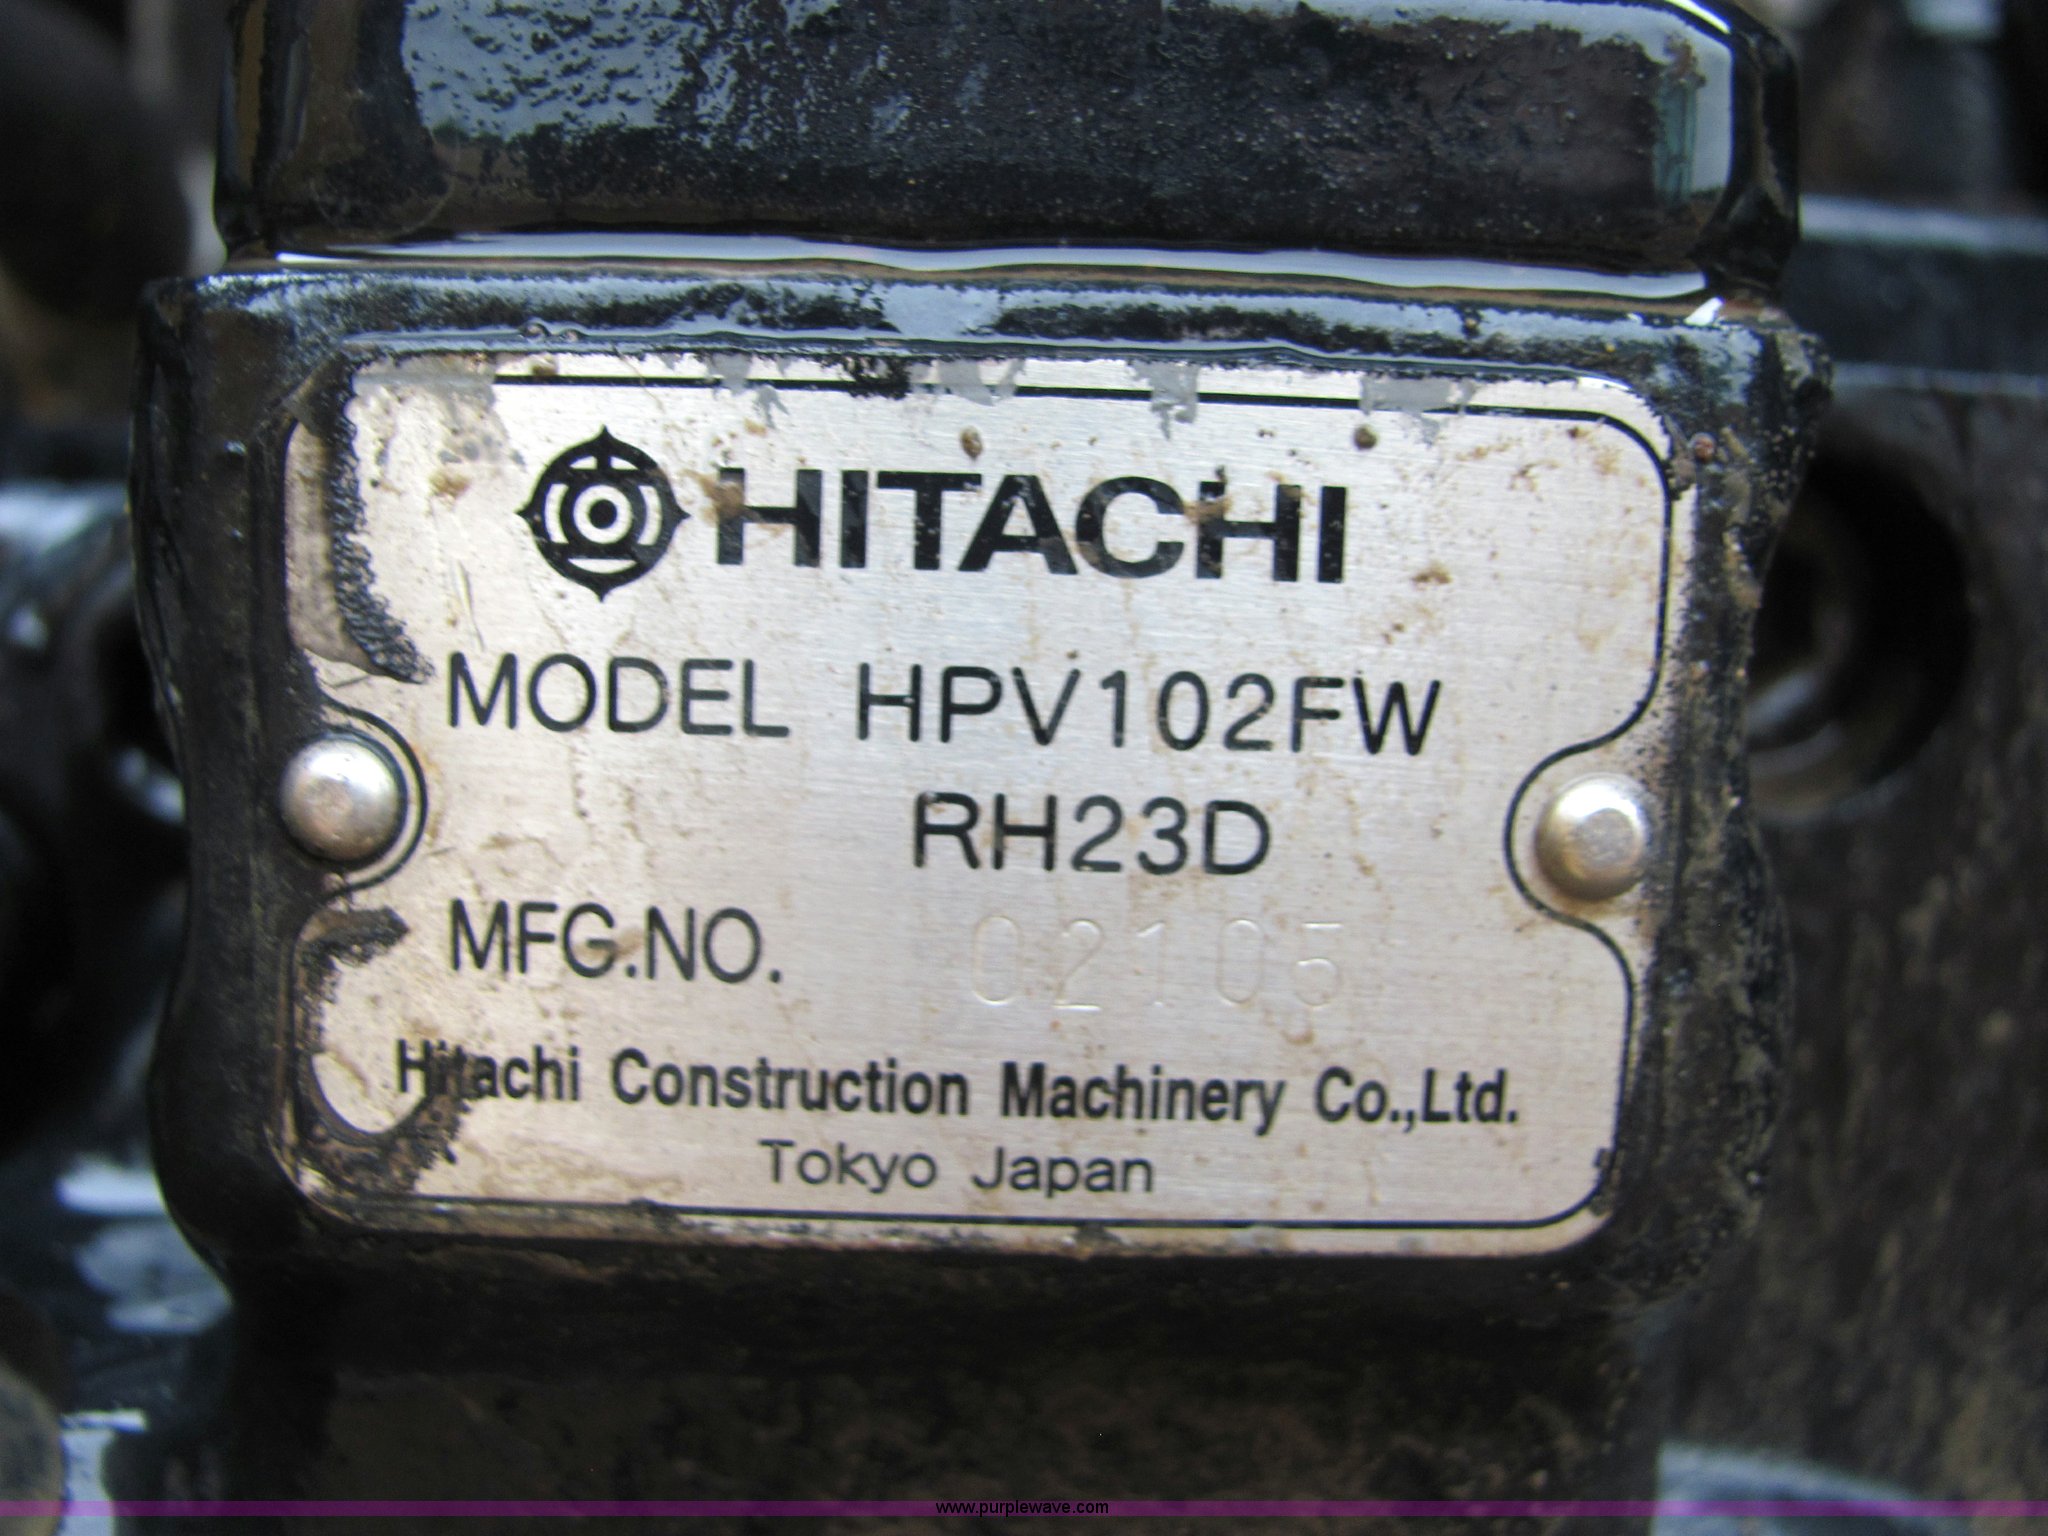 HITACHI
MODEL HPV102FW
RH23D
MFG.NO. 02105
Hitachi Construction Machinery Co.,Ltd.
Tokyo Japan
www.purplewave.com